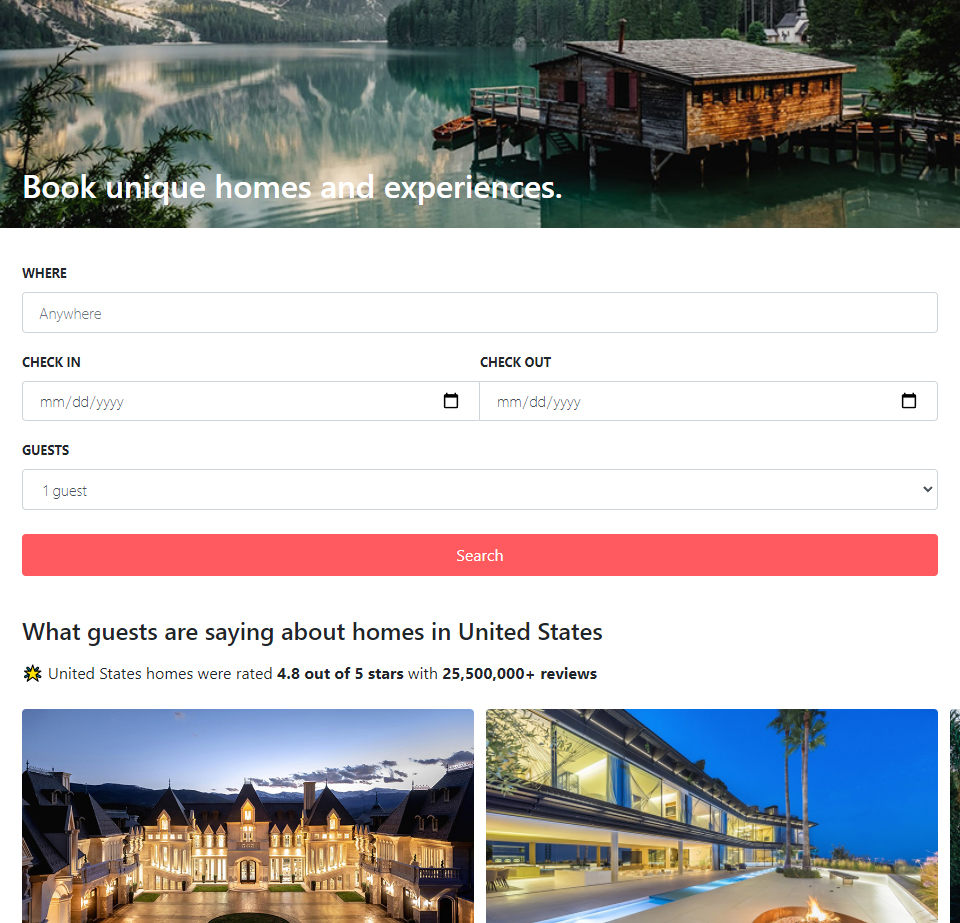 Book unique homes and experiences.
WHERE
Anywhere
CHECK IN
CHECK OUT
mm/dd/yyyy
mm/dd/yyyy
GUESTS
1 guest
Search
What guests are saying about homes in United States
United States homes were rated 4.8 out of 5 stars with 25,500,000+ reviews